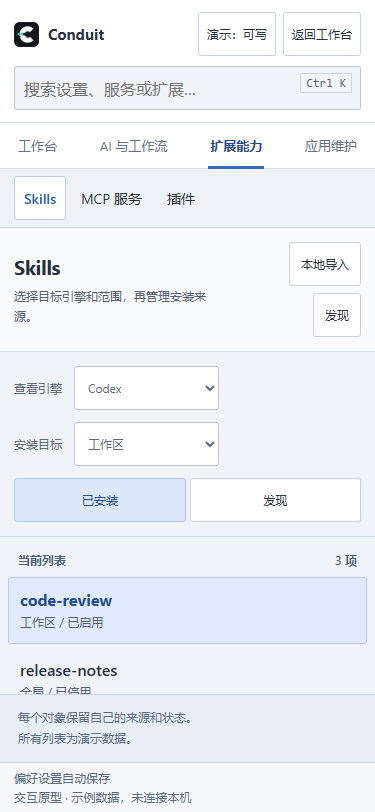 Conduit
演示：可写
返回工作台
搜索设置、服务或扩展...
Ctrl K
工作台
AI 与工作流
扩展能力
应用维护
Skills
MCP 服务
插件
Skills
选择目标引擎和范围，再管理安装来
源。
本地导入
发现
查看引擎
Codex
安装目标
工作区
已安装
发现
当前列表
3 项
code-review
工作区 / 已启用
release-notes
全局 / 已停用
每个对象保留自己的来源和状态。
所有列表为演示数据。
偏好设置自动保存
交互原型 · 示例数据，未连接本机